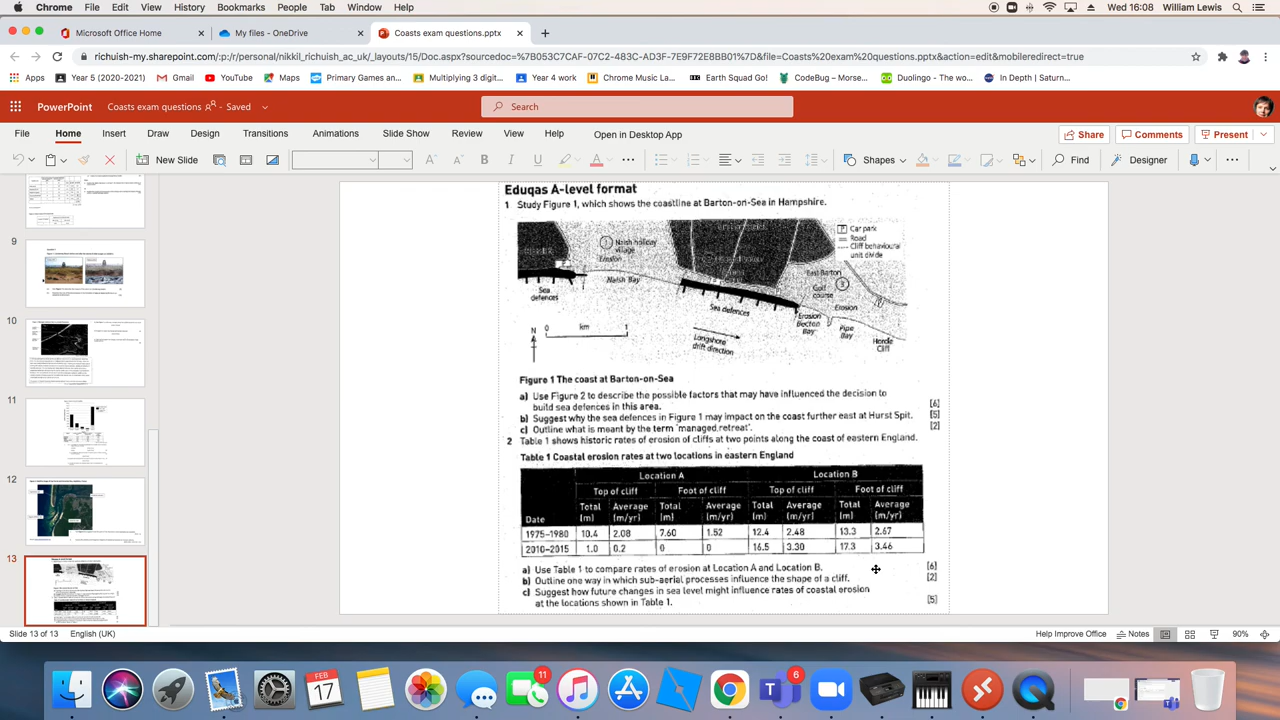 Chrome File Edit View History Bookmarks People Tab Window Help Wed 16:08 William Lewis
Microsoft Office Home My files - OneDrive Coasts exam questions.pptx
richuish-my.sharepoint.com/:p:/r/personal/nikkil_richuish_ac_uk/_layouts/15/Doc.aspx?sourcedoc=%7B053C7CAF-07C2-483C-AD3F-7E9F72E8BB01%7D&file=Coasts%20exam%20questions.pptx&action=edit&mobileredirect=true
Apps Year 5 (2020-2021) Gmail YouTube Maps Primary Games an... Multiplying 3 digit... Year 4 work Chrome Music La... Earth Squad Go! CodeBug – Morse... Duolingo - The wo... In Depth | Saturn...
PowerPoint Coasts exam questions - Saved Search
File Home Insert Draw Design Transitions Animations Slide Show Review View Help Open in Desktop App Share Comments Present
New Slide Shapes Find Designer
9
10
11
12
13
Eduqas A-level format
1 Study Figure 1, which shows the coastline at Barton-on-Sea in Hampshire.
Car park
Road
Cliff behavioural
unit divide
Naish holiday
village
Erosion
Naish Bay
Sea
defences
Sea defences
East Barton
Golf
course
Erosion
Erosion
Becton
Bay
Pipe
Bay
Horde
Cliff
N 0 km 1
Longshore
drift direction
Figure 1 The coast at Barton-on-Sea
a) Use Figure 2 to describe the possible factors that may have influenced the decision to
build sea defences in this area. [6]
b) Suggest why the sea defences in Figure 1 may impact on the coast further east at Hurst Spit. [5]
c) Outline what is meant by the term 'managed retreat'. [2]
2 Table 1 shows historic rates of erosion of cliffs at two points along the coast of eastern England.
Table 1 Coastal erosion rates at two locations in eastern England
Location A Location B
Top of cliff Foot of cliff Top of cliff Foot of cliff
Date Total (m) Average (m/yr) Total (m) Average (m/yr) Total (m) Average (m/yr) Total (m) Average (m/yr)
1975–1980 10.4 2.08 7.60 1.52 12.4 2.48 13.3 2.67
2010–2015 1.0 0.2 0 0 16.5 3.30 17.3 3.46
a) Use Table 1 to compare rates of erosion at Location A and Location B. [6]
b) Outline one way in which sub-aerial processes influence the shape of a cliff. [2]
c) Suggest how future changes in sea level might influence rates of coastal erosion
at the locations shown in Table 1. [5]
Slide 13 of 13 English (UK) Help Improve Office Notes 90%
FEB
17
11
6